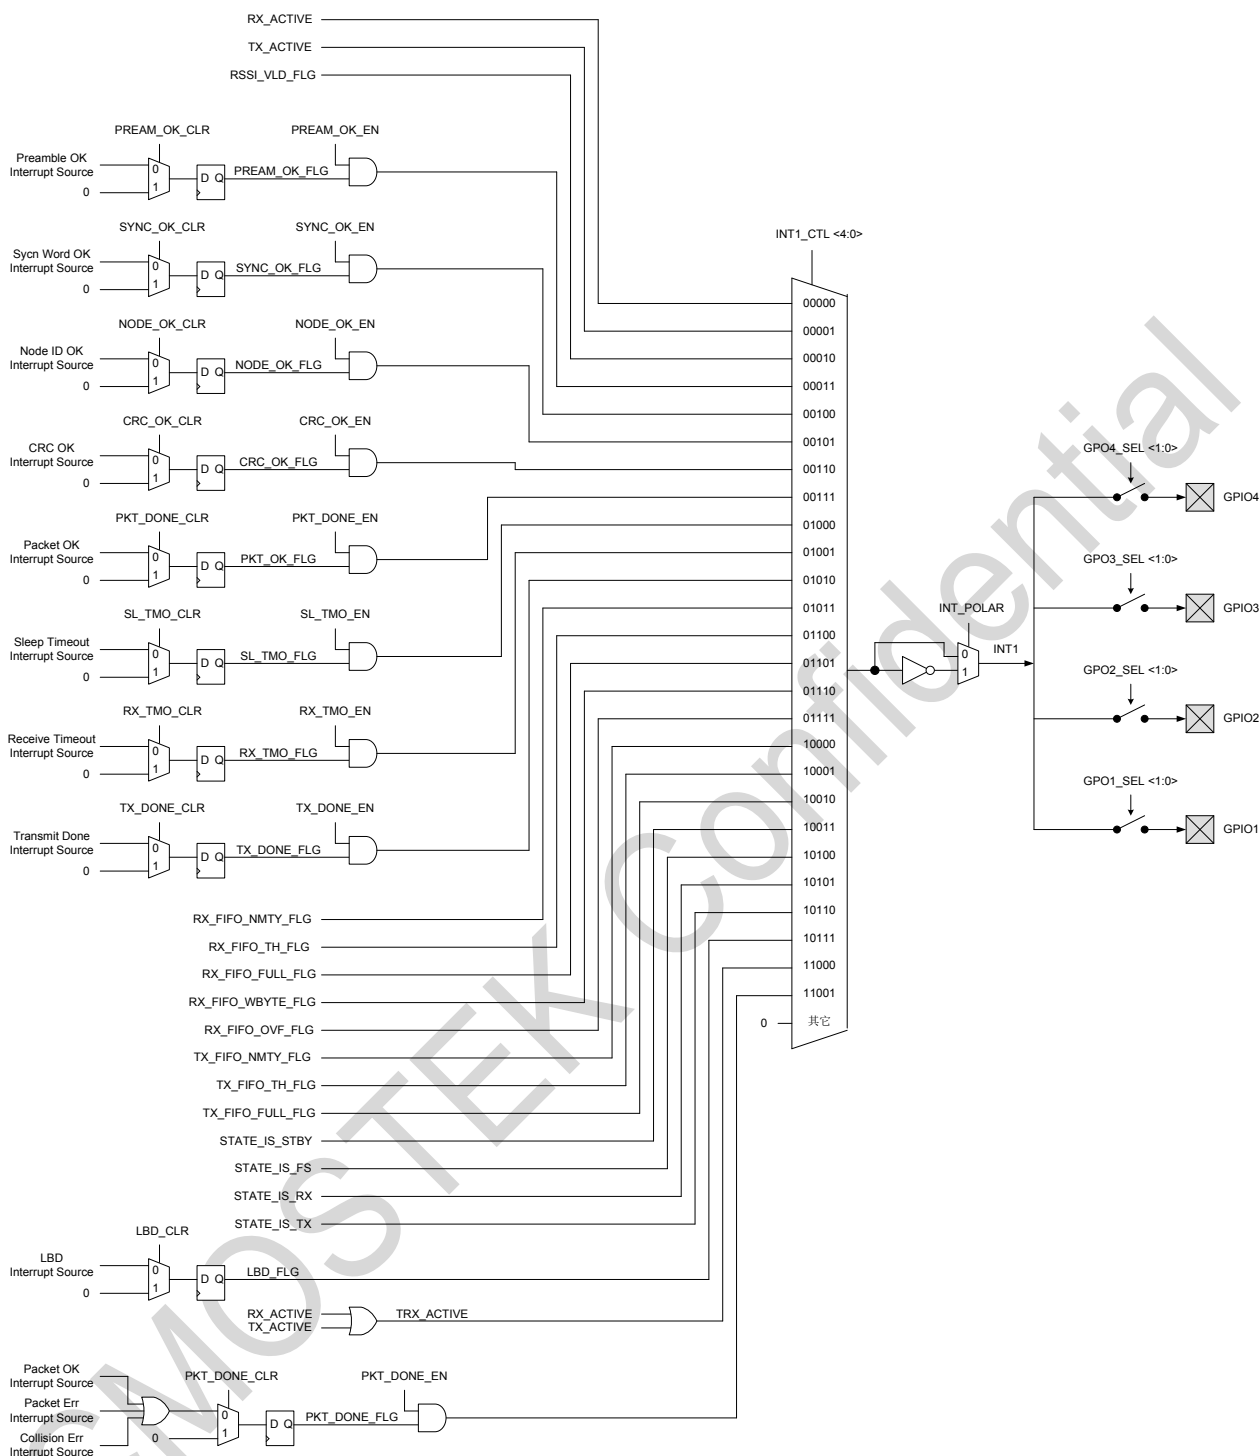 RX_ACTIVE
TX_ACTIVE
RSSI_VLD_FLG
PREAM_OK_CLR
PREAM_OK_EN
Preamble OK
Interrupt Source
0
0
1
D Q
PREAM_OK_FLG
SYNC_OK_CLR
SYNC_OK_EN
Sycn Word OK
Interrupt Source
0
0
1
D Q
SYNC_OK_FLG
NODE_OK_CLR
NODE_OK_EN
Node ID OK
Interrupt Source
0
0
1
D Q
NODE_OK_FLG
CRC_OK_CLR
CRC_OK_EN
CRC OK
Interrupt Source
0
0
1
D Q
CRC_OK_FLG
PKT_DONE_CLR
PKT_DONE_EN
Packet OK
Interrupt Source
0
0
1
D Q
PKT_OK_FLG
SL_TMO_CLR
SL_TMO_EN
Sleep Timeout
Interrupt Source
0
0
1
D Q
SL_TMO_FLG
RX_TMO_CLR
RX_TMO_EN
Receive Timeout
Interrupt Source
0
0
1
D Q
RX_TMO_FLG
TX_DONE_CLR
TX_DONE_EN
Transmit Done
Interrupt Source
0
0
1
D Q
TX_DONE_FLG
RX_FIFO_NMTY_FLG
RX_FIFO_TH_FLG
RX_FIFO_FULL_FLG
RX_FIFO_WBYTE_FLG
RX_FIFO_OVF_FLG
TX_FIFO_NMTY_FLG
TX_FIFO_TH_FLG
TX_FIFO_FULL_FLG
STATE_IS_STBY
STATE_IS_FS
STATE_IS_RX
STATE_IS_TX
LBD_CLR
LBD
Interrupt Source
0
0
1
D Q
LBD_FLG
RX_ACTIVE
TX_ACTIVE
TRX_ACTIVE
Packet OK
Interrupt Source
Packet Err
Interrupt Source
Collision Err
Interrupt Source
PKT_DONE_CLR
PKT_DONE_EN
0
0
1
D Q
PKT_DONE_FLG
INT1_CTL <4:0>
00000
00001
00010
00011
00100
00101
00110
00111
01000
01001
01010
01011
01100
01101
01110
01111
10000
10001
10010
10011
10100
10101
10110
10111
11000
11001
0
其它
INT_POLAR
0
1
INT1
GPO4_SEL <1:0>
GPIO4
GPO3_SEL <1:0>
GPIO3
GPO2_SEL <1:0>
GPIO2
GPO1_SEL <1:0>
GPIO1
CMOSTEK Confidential